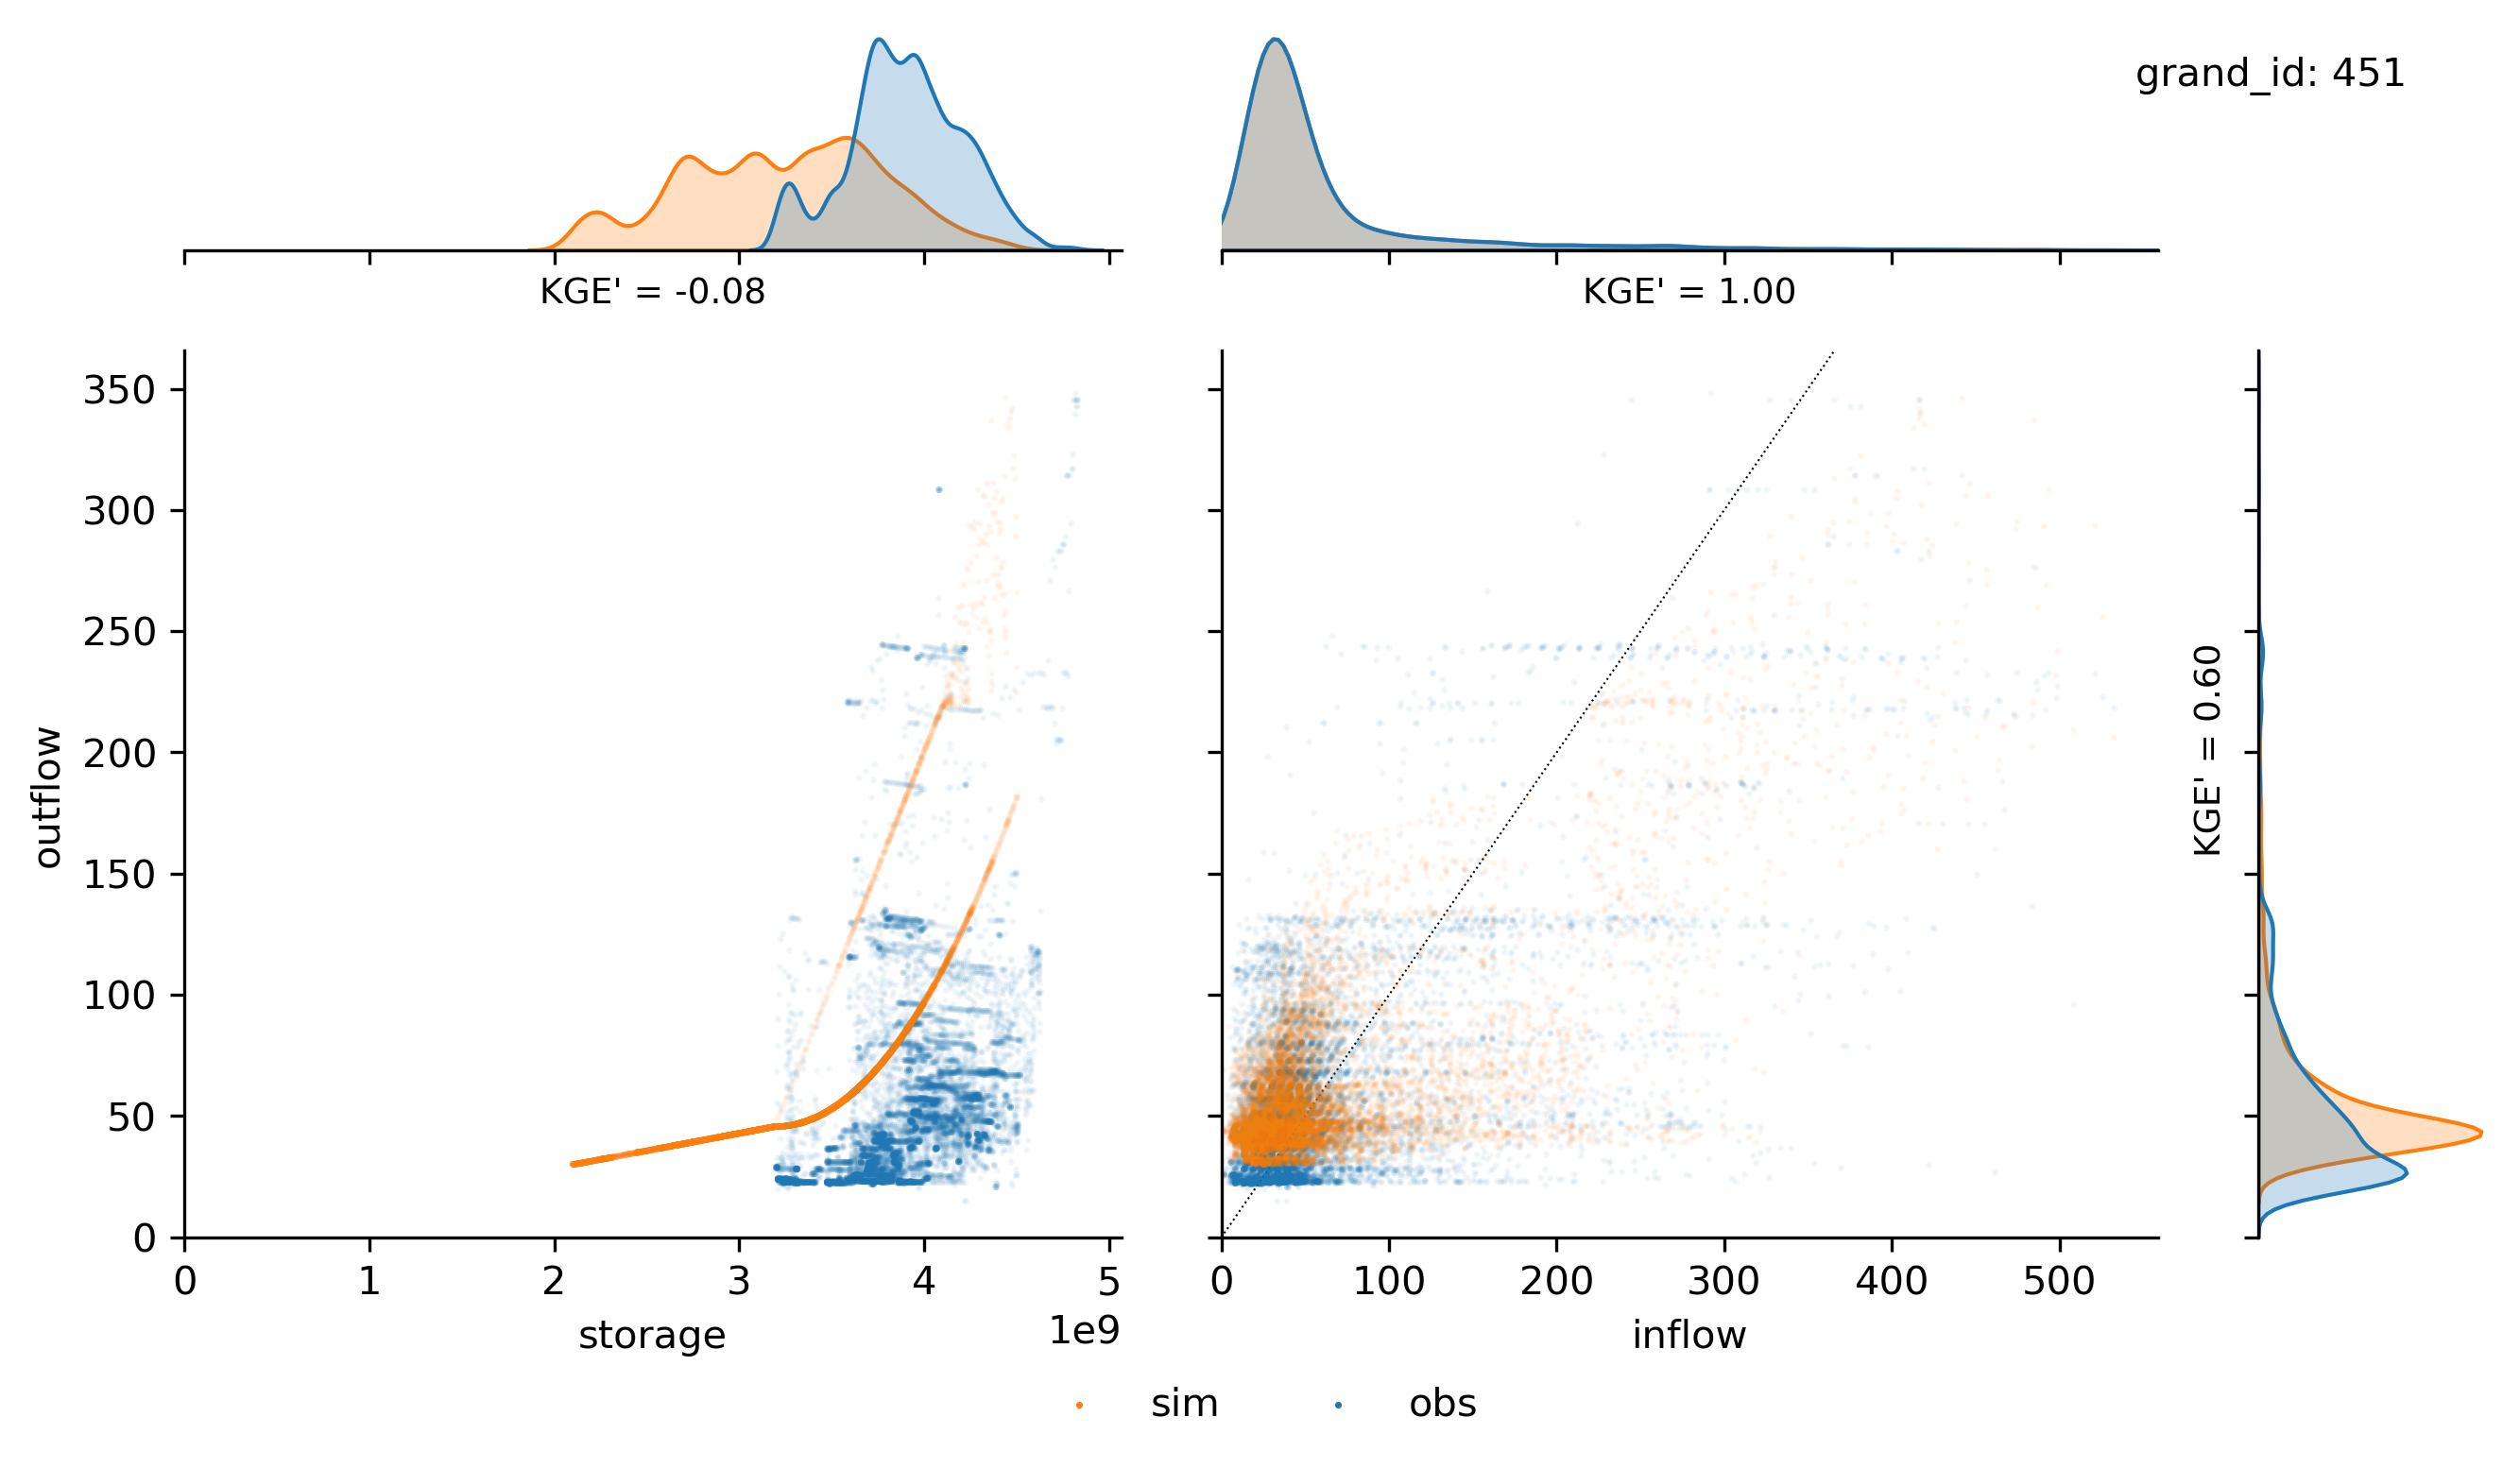 grand_id: 451
KGE' = -0.08
KGE' = 1.00
350
300
250
200
150
100
50
0
outflow
KGE' = 0.60
0 1 2 3 4 5
1e9
storage
0 100 200 300 400 500
inflow
sim obs